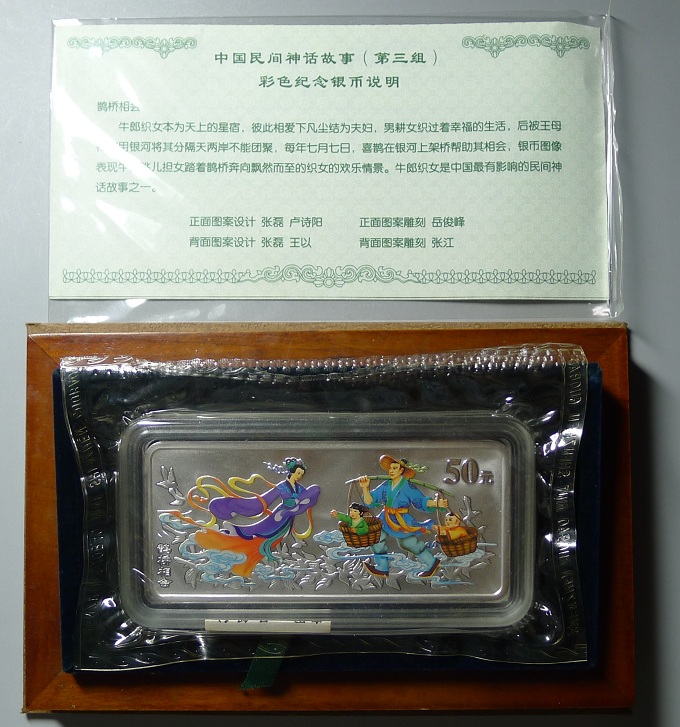 中国民间神话故事（第三组）
彩色纪念银币说明
鹊桥相会
牛郎织女本为天上的星宿，彼此相爱下凡尘结为夫妇，男耕女织过着幸福的生活，后被王母
用银河将其分隔天两岸不能团聚，每年七月七日，喜鹊在银河上架桥帮助其相会，银币图像
表现牛 儿担女踏着鹊桥奔向飘然而至的织女的欢乐情景。牛郎织女是中国最有影响的民间神
话故事之一。
正面图案设计 张磊 卢诗阳 正面图案雕刻 岳俊峰
背面图案设计 张磊 王以 背面图案雕刻 张江
50元
鹊桥相会